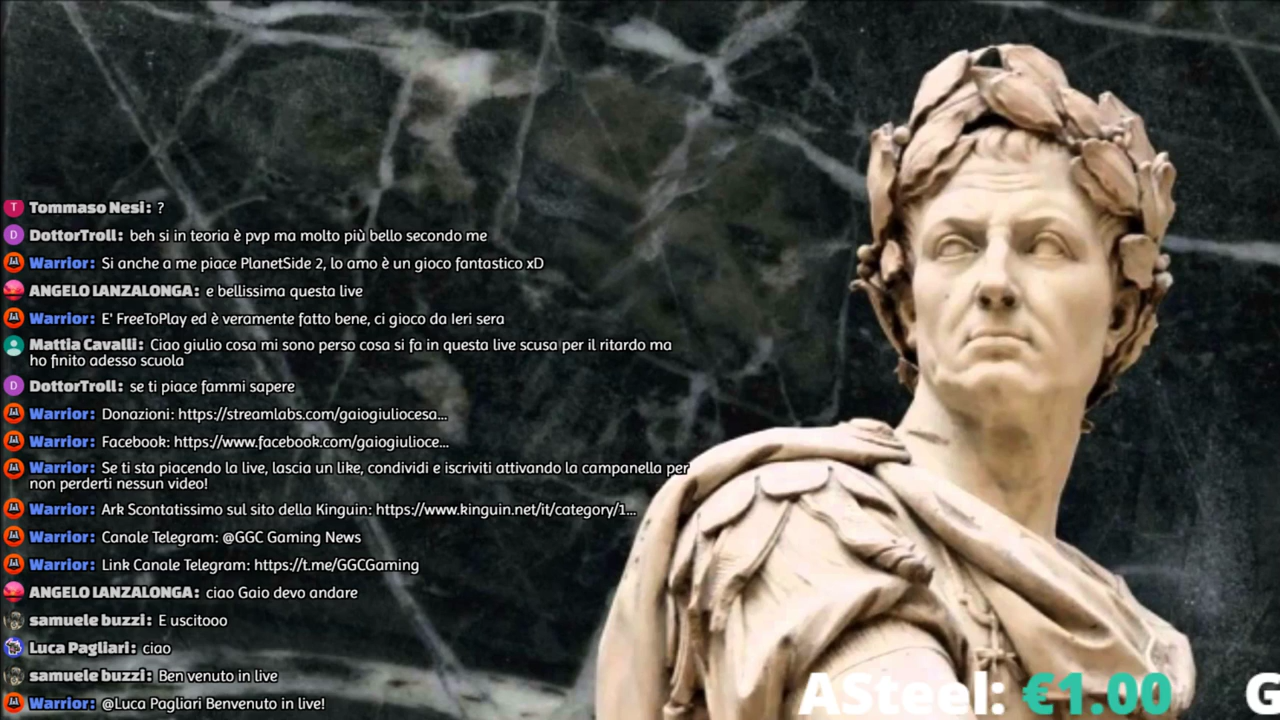 T Tommaso Nesi: ?
D DottorTroll: beh si in teoria è pvp ma molto più bello secondo me
Warrior: Si anche a me piace PlanetSide 2, lo amo è un gioco fantastico xD
ANGELO LANZALONGA: e bellissima questa live
Warrior: E' FreeToPlay ed è veramente fatto bene, ci gioco da Ieri sera
Mattia Cavalli: Ciao giulio cosa mi sono perso cosa si fa in questa live scusa per il ritardo ma
ho finito adesso scuola
D DottorTroll: se ti piace fammi sapere
Warrior: Donazioni: https://streamlabs.com/gaiogiuliocesa...
Warrior: Facebook: https://www.facebook.com/gaiogiulioce...
Warrior: Se ti sta piacendo la live, lascia un like, condividi e iscriviti attivando la campanella per
non perderti nessun video!
Warrior: Ark Scontatissimo sul sito della Kinguin: https://www.kinguin.net/it/category/1...
Warrior: Canale Telegram: @GGC Gaming News
Warrior: Link Canale Telegram: https://t.me/GGCGaming
ANGELO LANZALONGA: ciao Gaio devo andare
samuele buzzi: E uscitooo
Luca Pagliari: ciao
samuele buzzi: Ben venuto in live
Warrior: @Luca Pagliari Benvenuto in live!
ASteel: €1.00 G